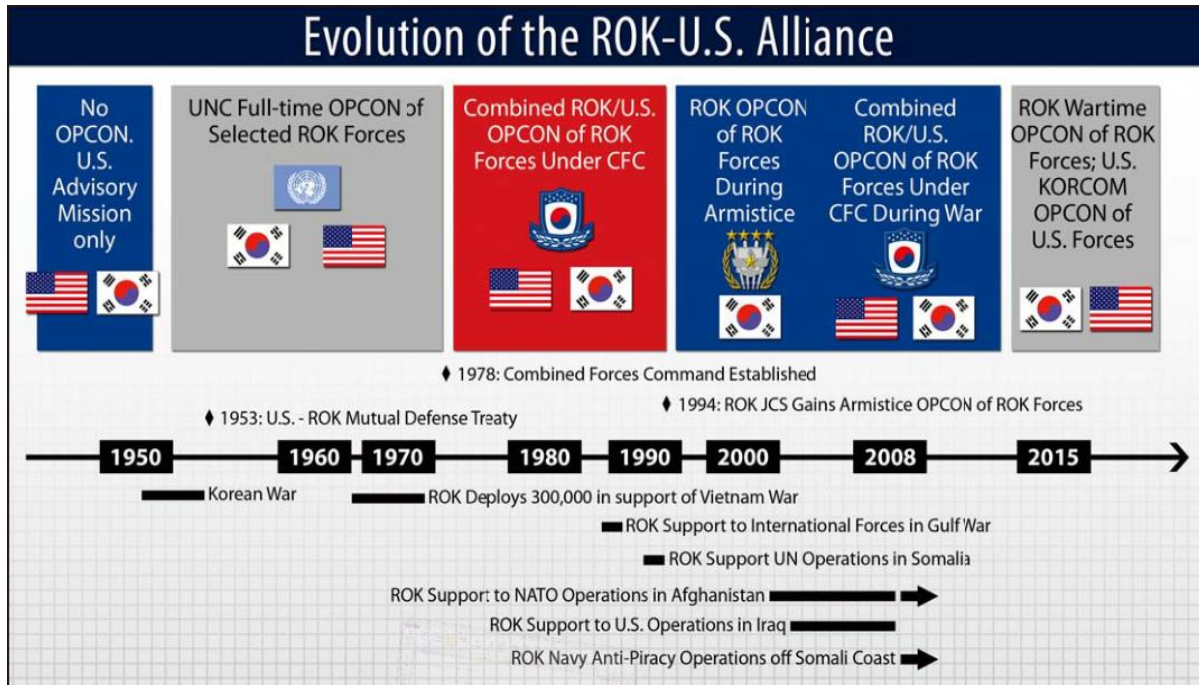 Evolution of the ROK-U.S. Alliance
No
OPCON.
U.S.
Advisory
Mission
only
UNC Full-time OPCON of
Selected ROK Forces
Combined ROK/U.S.
OPCON of ROK
Forces Under CFC
ROK OPCON
of ROK
Forces
During
Armistice
Combined
ROK/U.S.
OPCON of ROK
Forces Under
CFC During War
ROK Wartime
OPCON of ROK
Forces; U.S.
KORCOM
OPCON of
U.S. Forces
1978: Combined Forces Command Established
1953: U.S. - ROK Mutual Defense Treaty
1994: ROK JCS Gains Armistice OPCON of ROK Forces
1950 1960 1970 1980 1990 2000 2008 2015
Korean War
ROK Deploys 300,000 in support of Vietnam War
ROK Support to International Forces in Gulf War
ROK Support UN Operations in Somalia
ROK Support to NATO Operations in Afghanistan
ROK Support to U.S. Operations in Iraq
ROK Navy Anti-Piracy Operations off Somali Coast